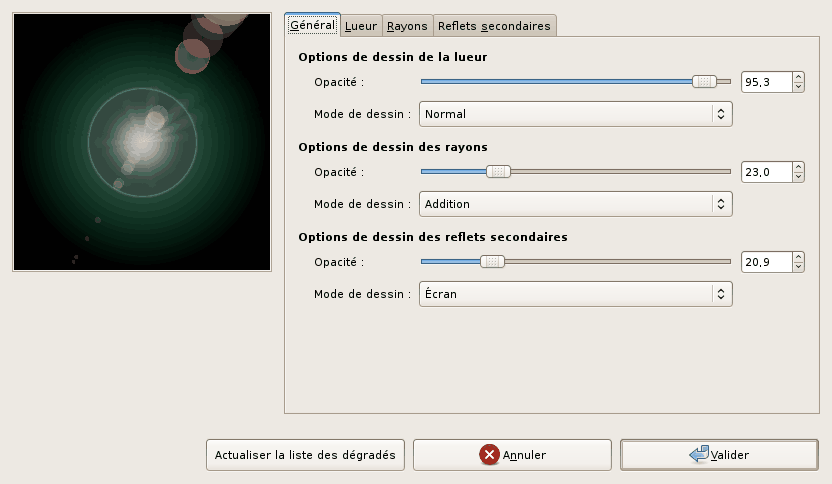 Général Lueur Rayons Reflets secondaires
Options de dessin de la lueur
Opacité : 95,3
Mode de dessin : Normal
Options de dessin des rayons
Opacité : 23,0
Mode de dessin : Addition
Options de dessin des reflets secondaires
Opacité : 20,9
Mode de dessin : Écran
Actualiser la liste des dégradés Annuler Valider